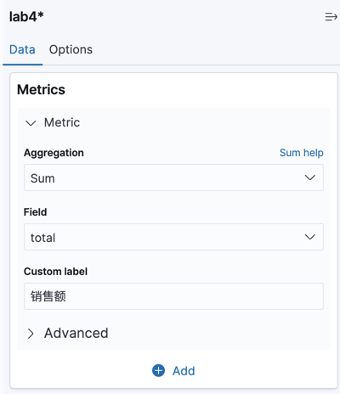 lab4*
Data Options
Metrics
Metric
Aggregation Sum help
Sum
Field
total
Custom label
销售额
Advanced
Add